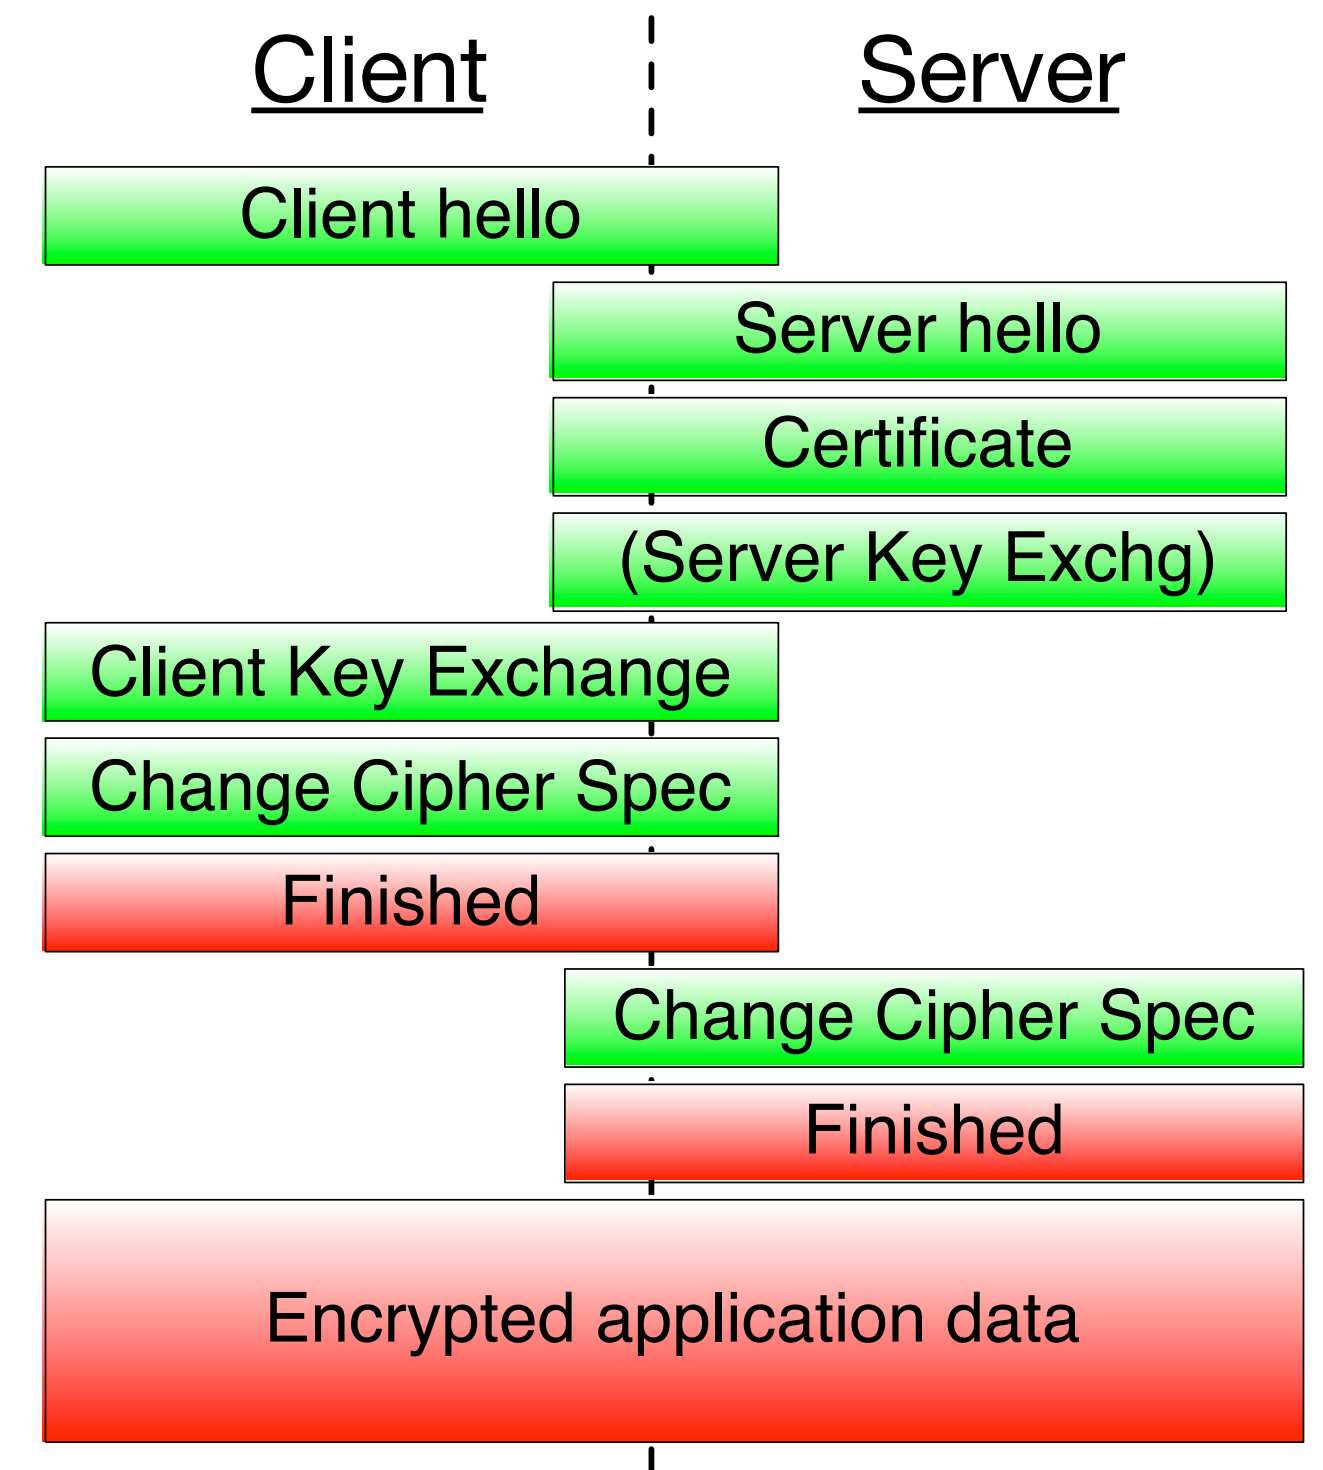 Client
Server
Client hello
Server hello
Certificate
(Server Key Exchg)
Client Key Exchange
Change Cipher Spec
Finished
Change Cipher Spec
Finished
Encrypted application data